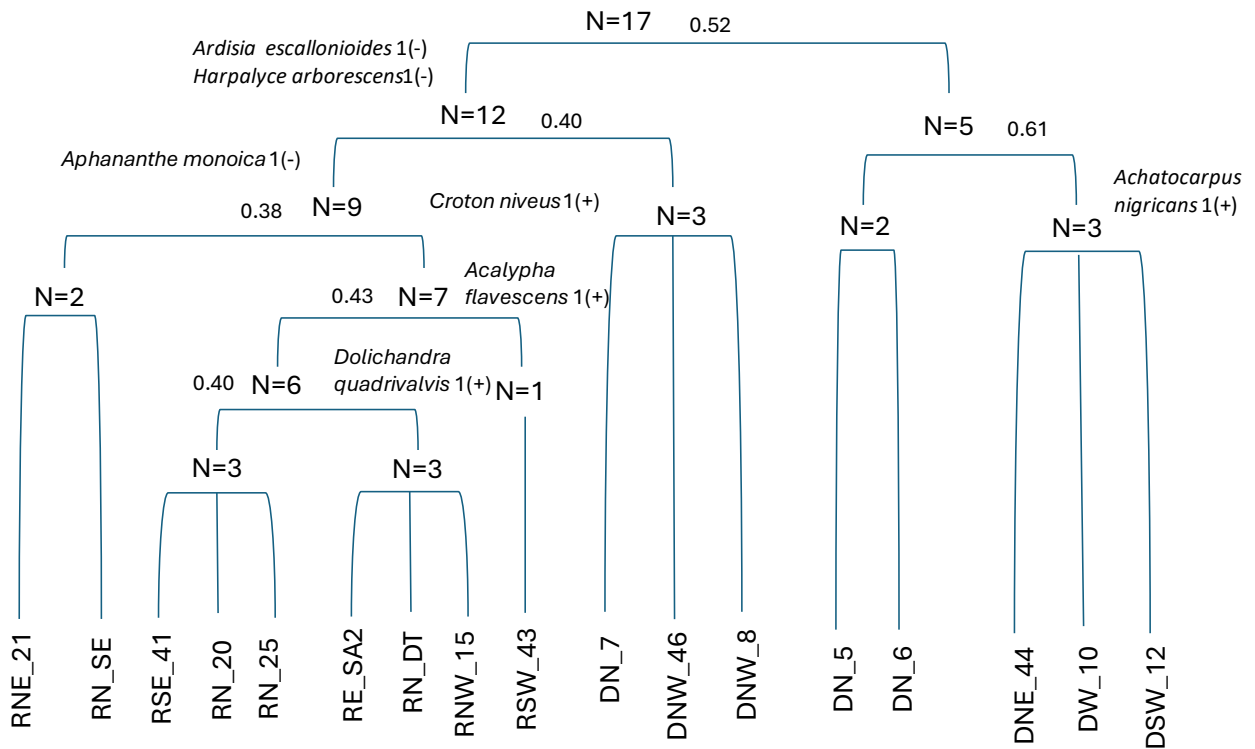 N=17 0.52
Ardisia escallonioides 1(-)
Harpalyce arborescens1(-)
N=12 0.40
N=5 0.61
Aphananthe monoica 1(-)
Achatocarpus
nigricans 1(+)
0.38 N=9
Croton niveus 1(+)
N=3
N=2
N=3
N=2
0.43 N=7
Acalypha
flavescens 1(+)
0.40 N=6
Dolichandra
quadrivalvis 1(+)
N=1
N=3
N=3
RNE_21
RN_SE
RSE_41
RN_20
RN_25
RE_SA2
RN_DT
RNW_15
RSW_43
DN_7
DNW_46
DNW_8
DN_5
DN_6
DNE_44
DW_10
DSW_12